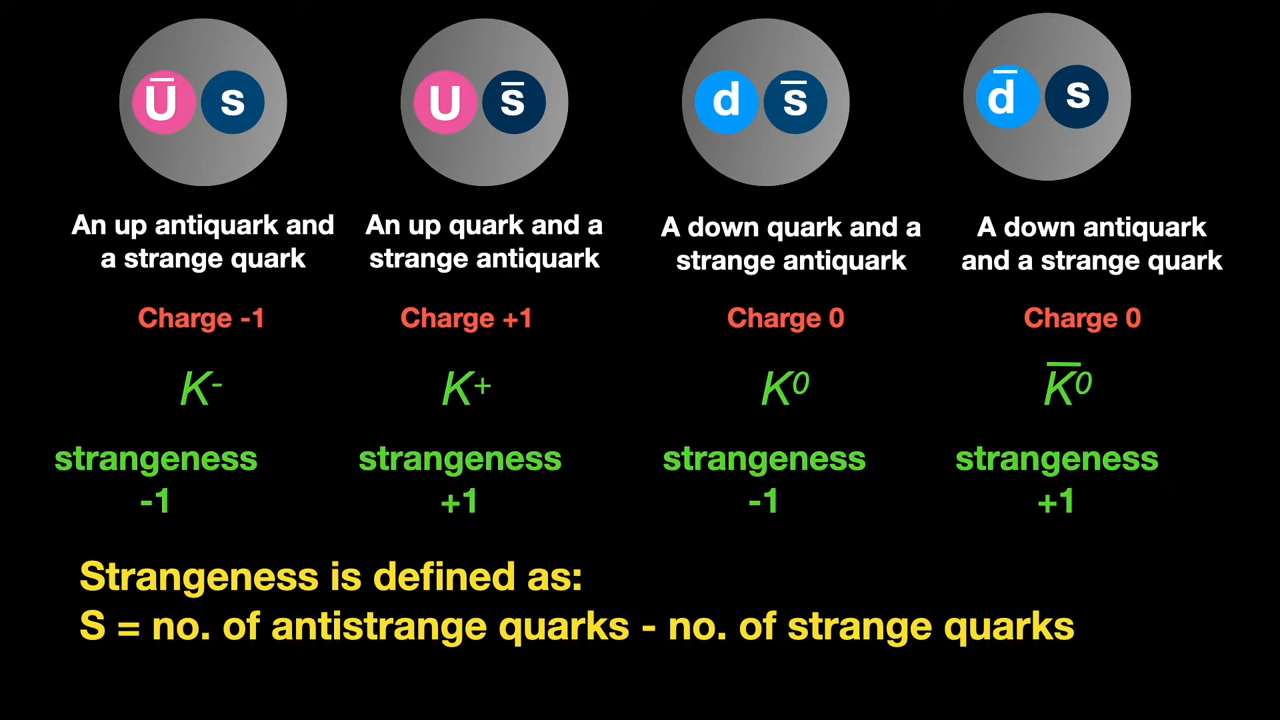 Ū s
U s̄
d s̄
d̄ s
An up antiquark and
a strange quark
An up quark and a
strange antiquark
A down quark and a
strange antiquark
A down antiquark
and a strange quark
Charge -1
Charge +1
Charge 0
Charge 0
K⁻
K⁺
K⁰
K̄⁰
strangeness
-1
strangeness
+1
strangeness
-1
strangeness
+1
Strangeness is defined as:
S = no. of antistrange quarks - no. of strange quarks